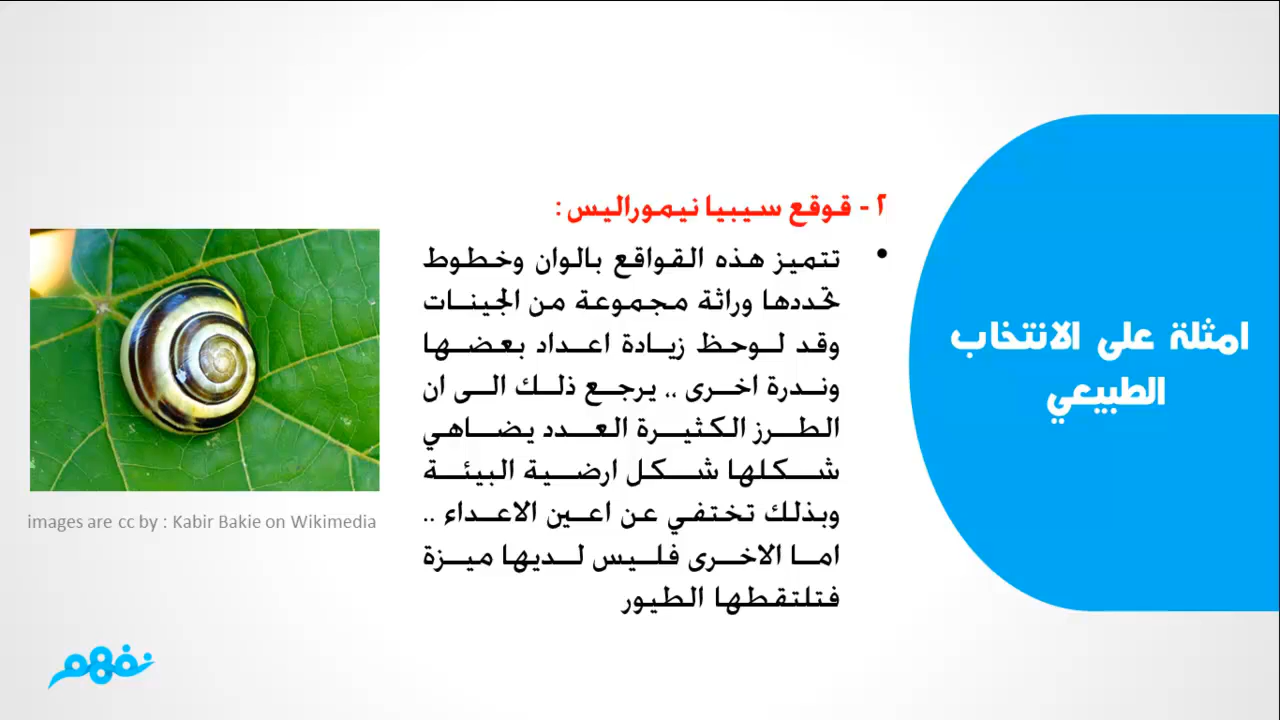 امثلة على الانتخاب
الطبيعي
٢ - قوقع سيبيا نيموراليس :
• تتميز هذه القواقع بالوان وخطوط
تحددها وراثة مجموعة من الجينات
وقد لوحظ زيادة اعداد بعضها
وندرة اخرى .. يرجع ذلك الى ان
الطرز الكثيرة العدد يضاهي
شكلها شكل ارضية البيئة
وبذلك تختفي عن اعين الاعداء ..
اما الاخرى فليس لديها ميزة
فتلتقطها الطيور
images are cc by : Kabir Bakie on Wikimedia
نفهم